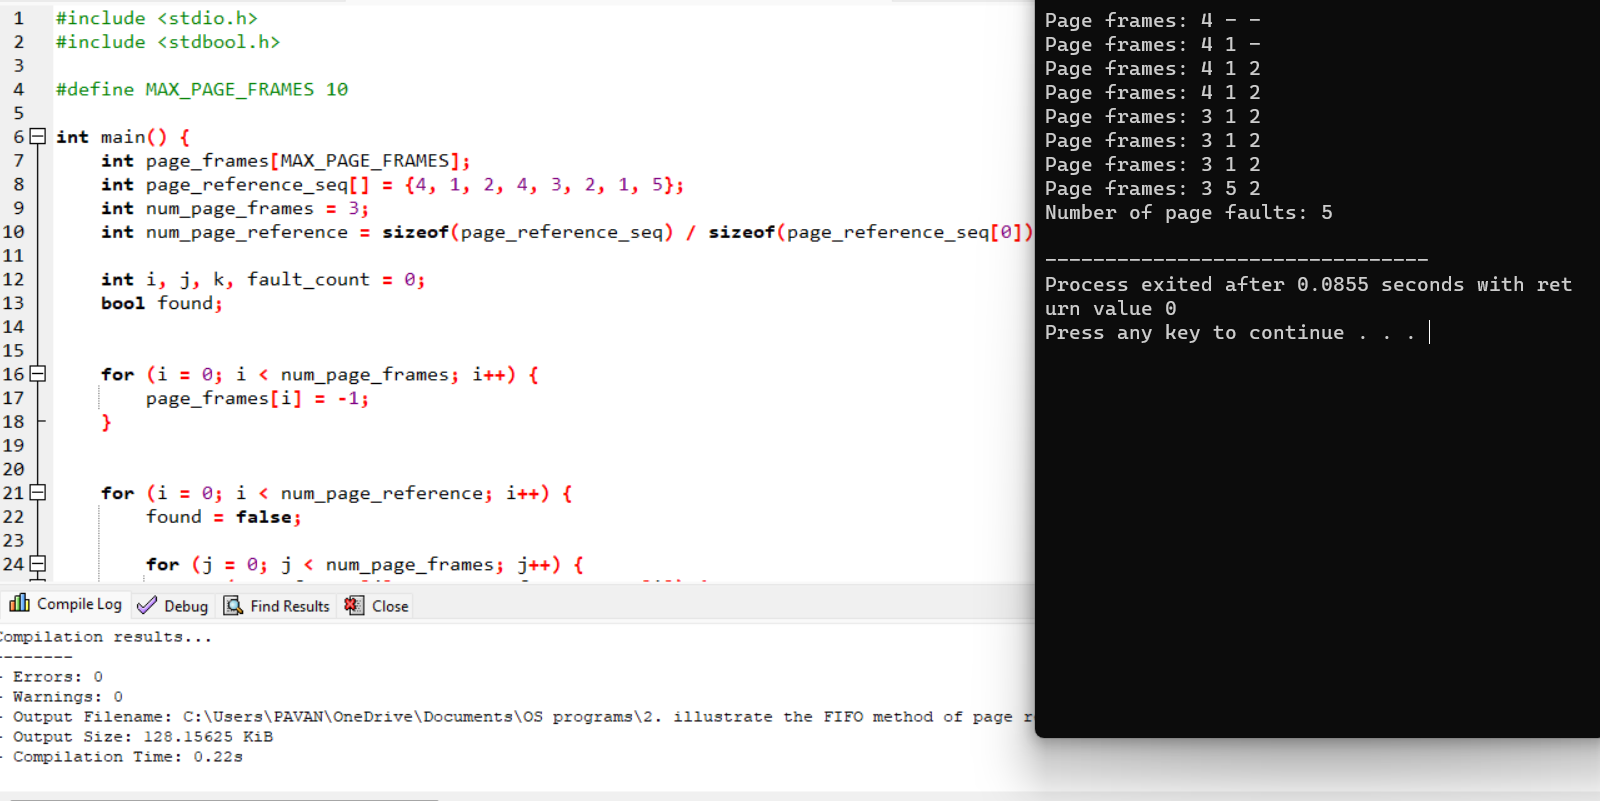 1 #include <stdio.h>
2 #include <stdbool.h>
3
4 #define MAX_PAGE_FRAMES 10
5
6 int main() {
7 int page_frames[MAX_PAGE_FRAMES];
8 int page_reference_seq[] = {4, 1, 2, 4, 3, 2, 1, 5};
9 int num_page_frames = 3;
10 int num_page_reference = sizeof(page_reference_seq) / sizeof(page_reference_seq[0])
11
12 int i, j, k, fault_count = 0;
13 bool found;
14
15
16 for (i = 0; i < num_page_frames; i++) {
17 page_frames[i] = -1;
18 }
19
20
21 for (i = 0; i < num_page_reference; i++) {
22 found = false;
23
24 for (j = 0; j < num_page_frames; j++) {
Compile Log Debug Find Results Close
Compilation results...
--------
- Errors: 0
- Warnings: 0
- Output Filename: C:\Users\PAVAN\OneDrive\Documents\OS programs\2. illustrate the FIFO method of page r
- Output Size: 128.15625 KiB
- Compilation Time: 0.22s
Page frames: 4 - -
Page frames: 4 1 -
Page frames: 4 1 2
Page frames: 4 1 2
Page frames: 3 1 2
Page frames: 3 1 2
Page frames: 3 1 2
Page frames: 3 5 2
Number of page faults: 5
--------------------------------
Process exited after 0.0855 seconds with ret
urn value 0
Press any key to continue . . .